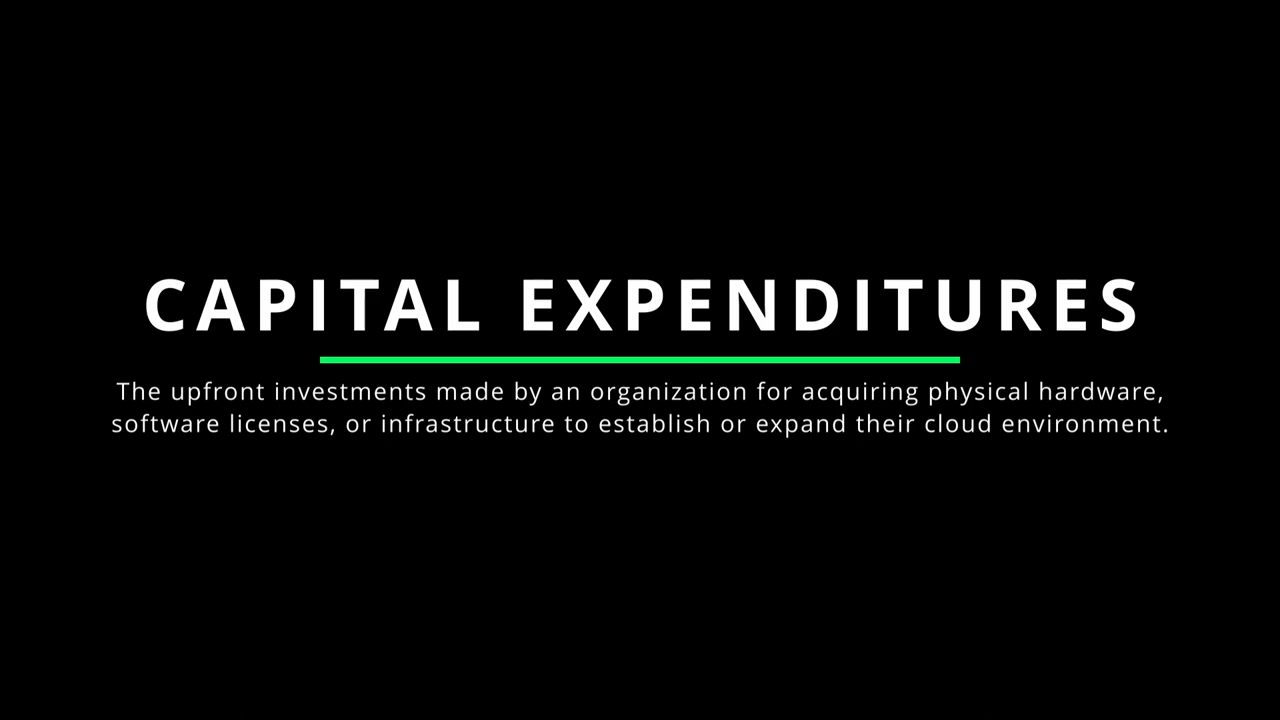 CAPITAL EXPENDITURES
The upfront investments made by an organization for acquiring physical hardware,
software licenses, or infrastructure to establish or expand their cloud environment.